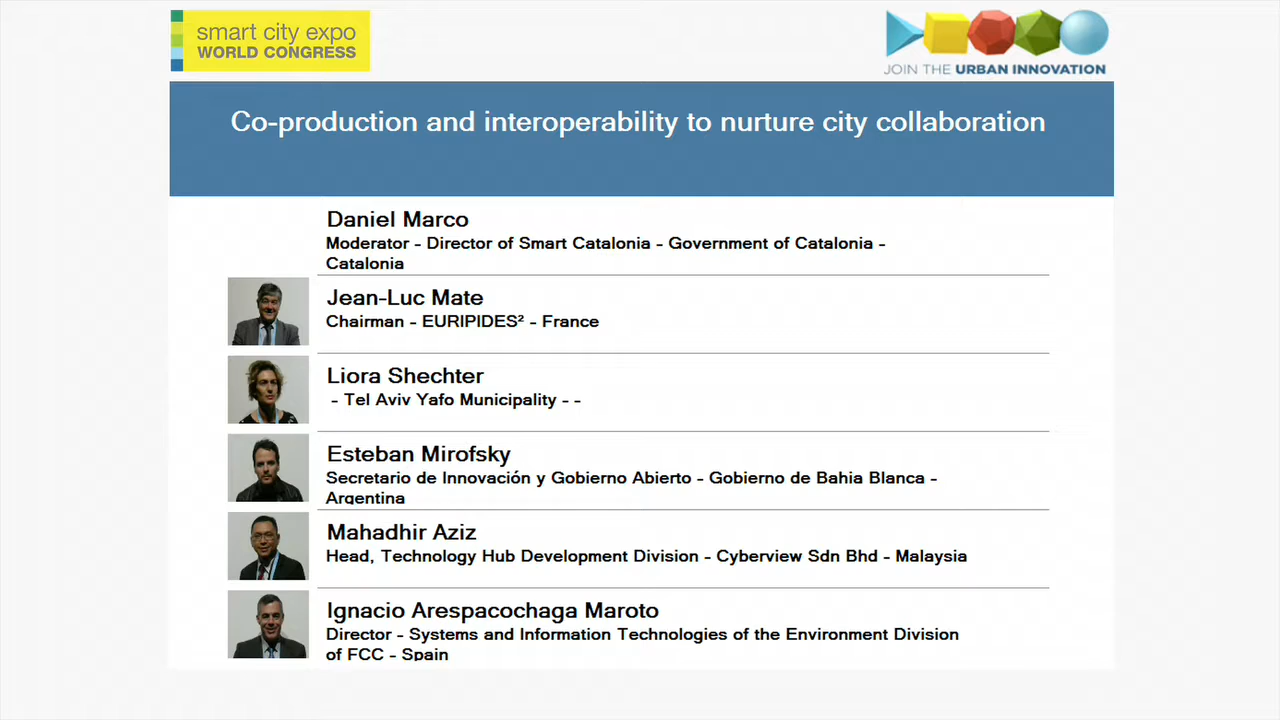 smart city expo
WORLD CONGRESS
JOIN THE URBAN INNOVATION
Co-production and interoperability to nurture city collaboration
Daniel Marco
Moderator - Director of Smart Catalonia - Government of Catalonia -
Catalonia
Jean-Luc Mate
Chairman - EURIPIDES² - France
Liora Shechter
- Tel Aviv Yafo Municipality - -
Esteban Mirofsky
Secretario de Innovación y Gobierno Abierto - Gobierno de Bahia Blanca -
Argentina
Mahadhir Aziz
Head, Technology Hub Development Division - Cyberview Sdn Bhd - Malaysia
Ignacio Arespacochaga Maroto
Director - Systems and Information Technologies of the Environment Division
of FCC - Spain